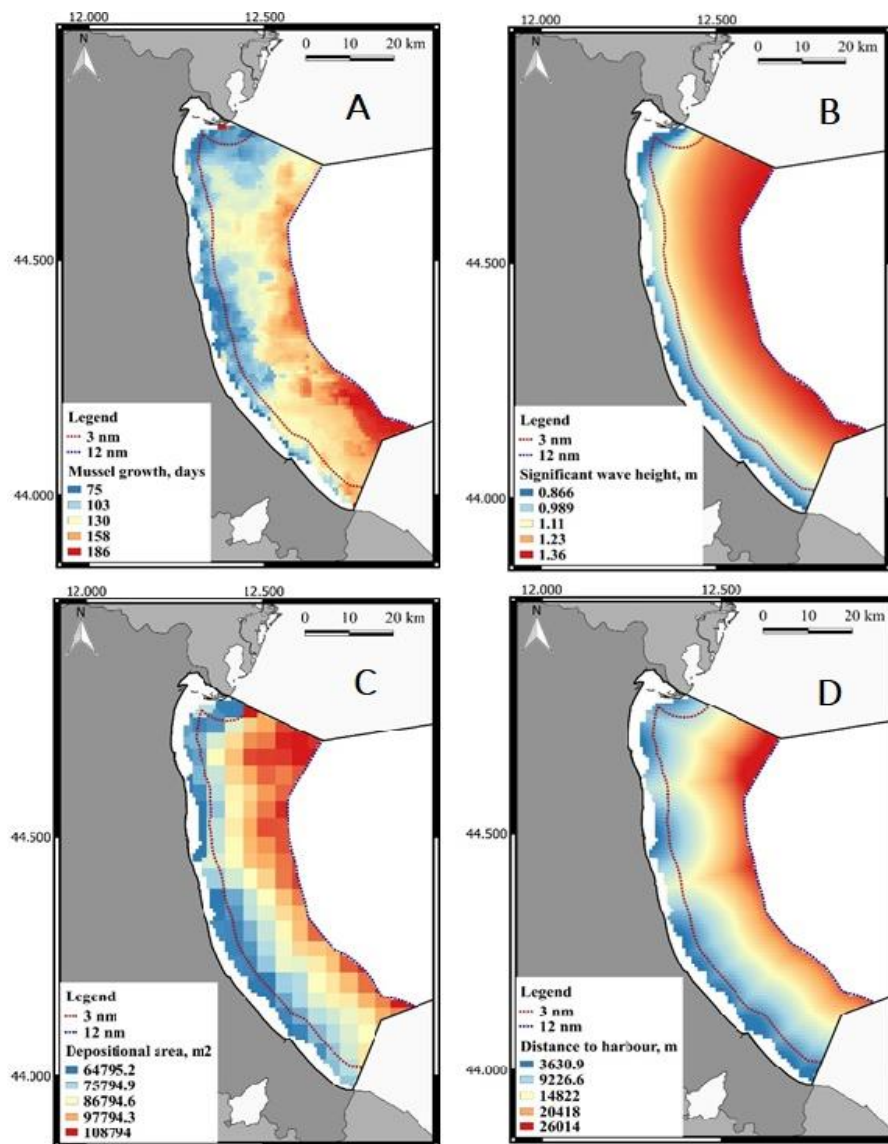 12.000 12.500
N
0 10 20 km
A
44.500
44.000
Legend
3 nm
12 nm
Mussel growth, days
75
103
130
158
186
12.000 12.500
N
0 10 20 km
B
44.500
44.000
Legend
3 nm
12 nm
Significant wave height, m
0.866
0.989
1.11
1.23
1.36
12.000 12.500
N
0 10 20 km
C
44.500
44.000
Legend
3 nm
12 nm
Depositional area, m2
64795.2
75794.9
86794.6
97794.3
108794
12.000 12.500
N
0 10 20 km
D
44.500
44.000
Legend
3 nm
12 nm
Distance to harbour, m
3630.9
9226.6
14822
20418
26014